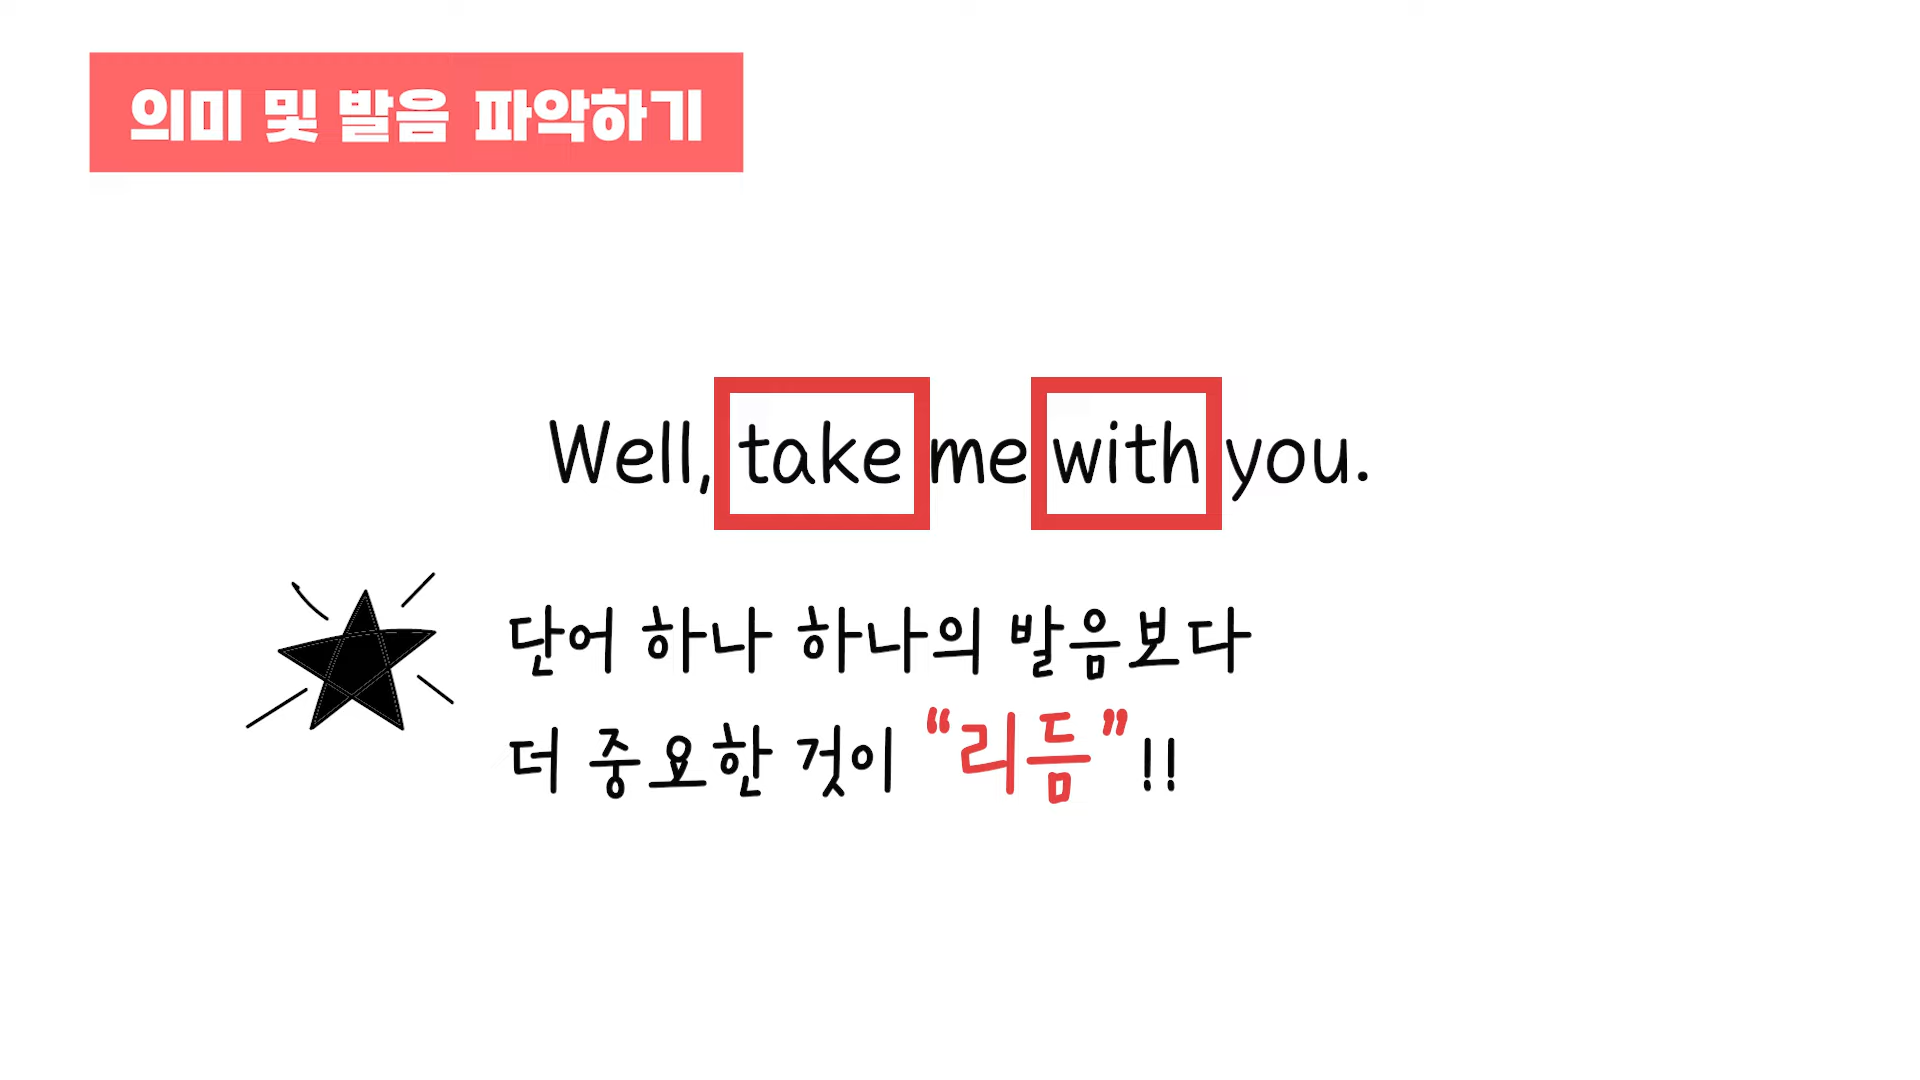 의미 및 발음 파악하기
Well, take me with you.
단어 하나 하나의 발음보다
더 중요한 것이 “리듬”!!